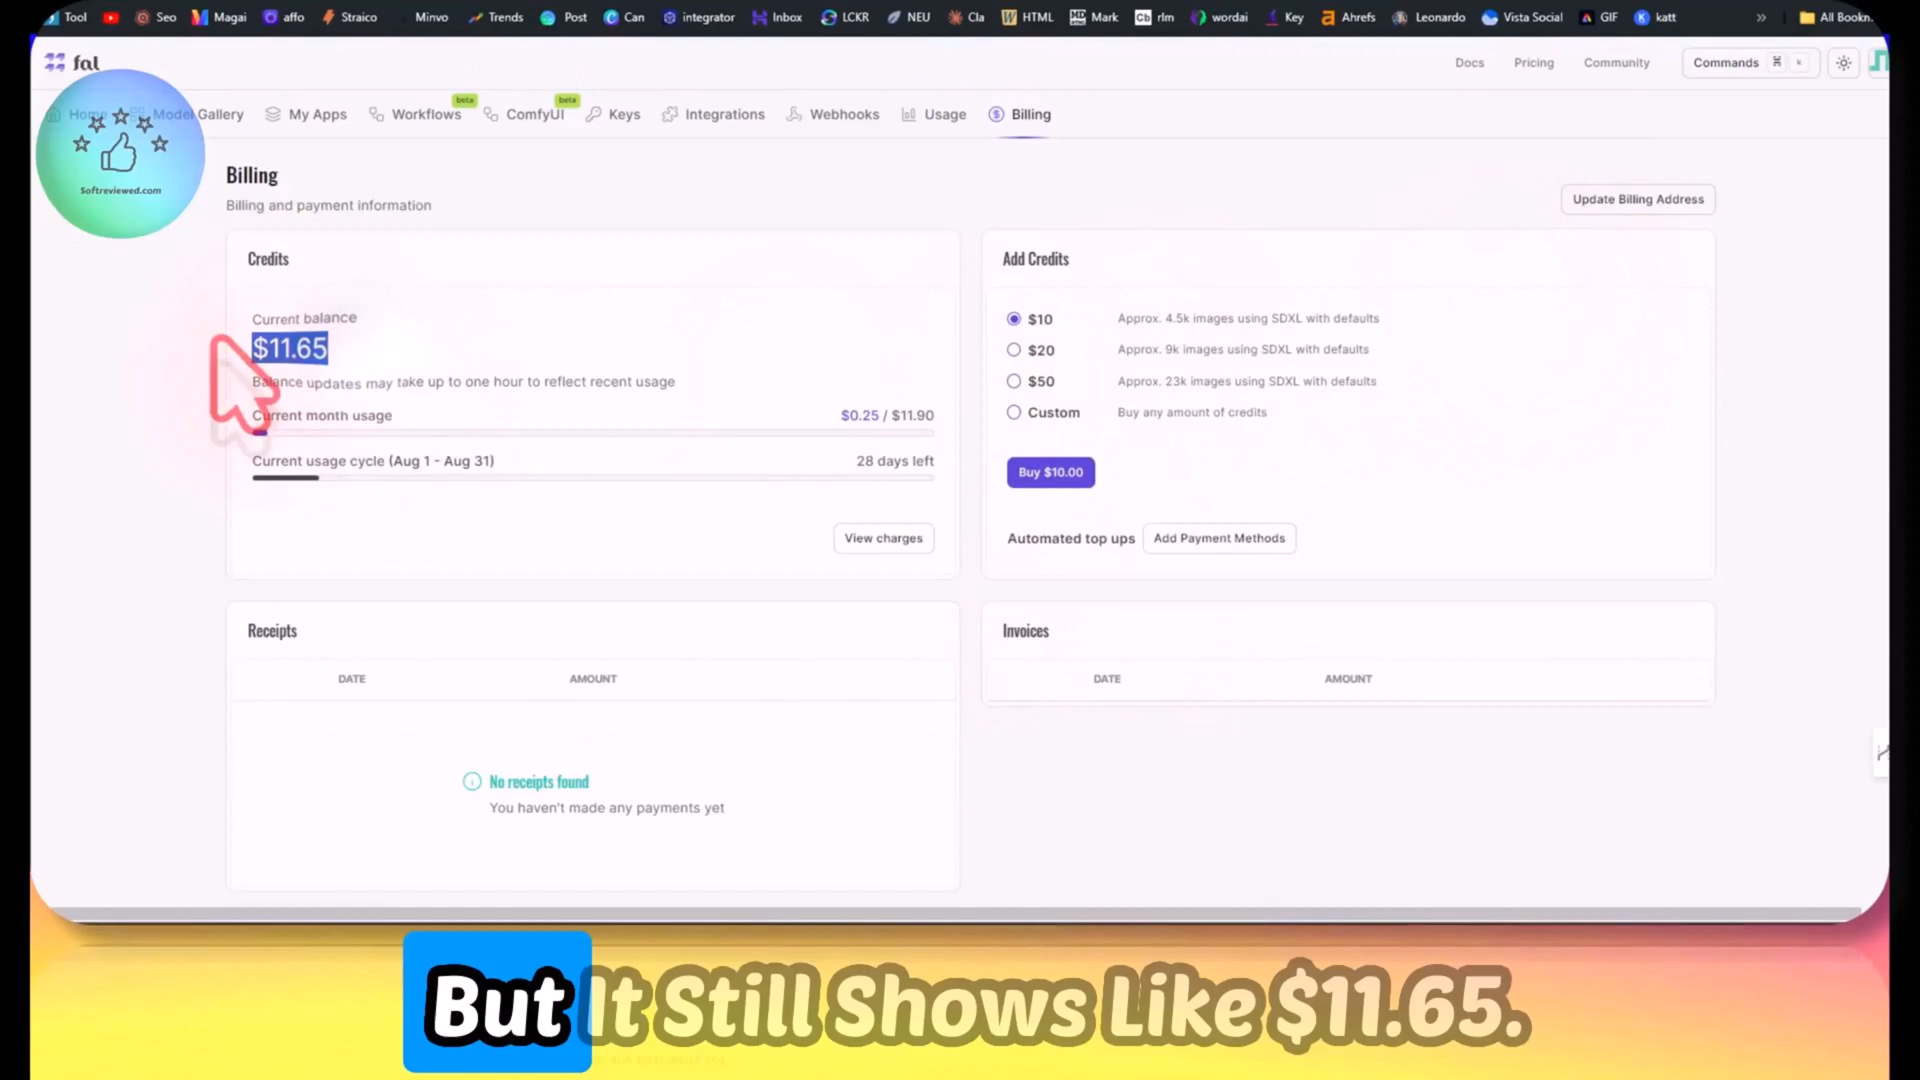 Tool Seo Magai affo Straico Minvo Trends Post Can integrator Inbox LCKR NEU Cla HTML Mark Cb rlm wordai Key Ahrefs Leonardo Vista Social GIF katt » All Bookn
fal
Docs Pricing Community Commands ⌘ k
Home Model Gallery My Apps Workflows beta ComfyUI beta Keys Integrations Webhooks Usage Billing
Softreviewed.com
Billing
Billing and payment information
Update Billing Address
Credits
Current balance
$11.65
Balance updates may take up to one hour to reflect recent usage
Current month usage $0.25 / $11.90
Current usage cycle (Aug 1 - Aug 31) 28 days left
View charges
Add Credits
$10 Approx. 4.5k images using SDXL with defaults
$20 Approx. 9k images using SDXL with defaults
$50 Approx. 23k images using SDXL with defaults
Custom Buy any amount of credits
Buy $10.00
Automated top ups Add Payment Methods
Receipts
DATE AMOUNT
No receipts found
You haven't made any payments yet
Invoices
DATE AMOUNT
But It Still Shows Like $11.65.